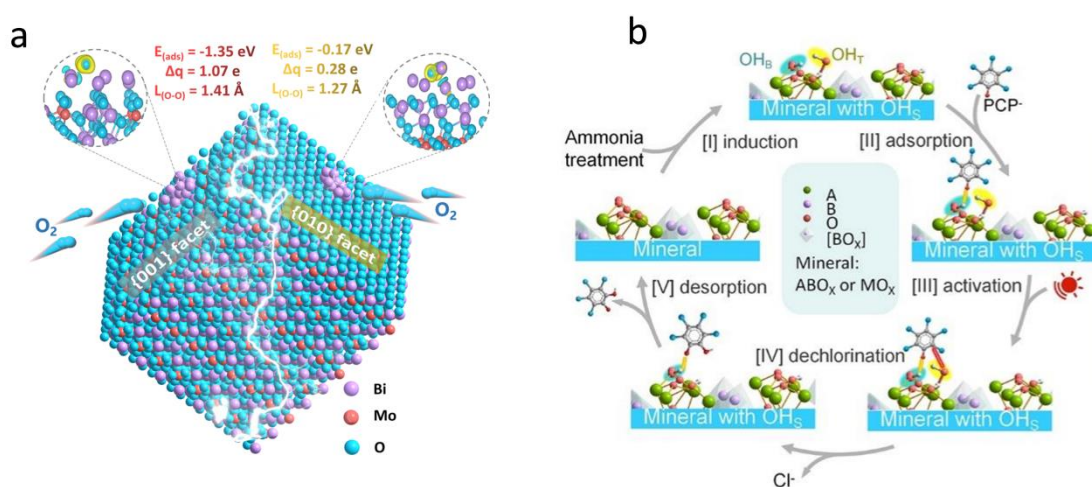 a
E(ads) = -1.35 eV
Δq = 1.07 e
L(O-O) = 1.41 Å
E(ads) = -0.17 eV
Δq = 0.28 e
L(O-O) = 1.27 Å
O2
O2
{001} facet
{010} facet
Bi
Mo
O
b
OHB
OHT
Mineral with OHS
PCP-
Ammonia
treatment
[I] induction
[II] adsorption
A
B
O
[BOX]
Mineral:
ABOX or MOX
Mineral
Mineral with OHS
[V] desorption
[III] activation
[IV] dechlorination
Mineral with OHS
Mineral with OHS
Cl-